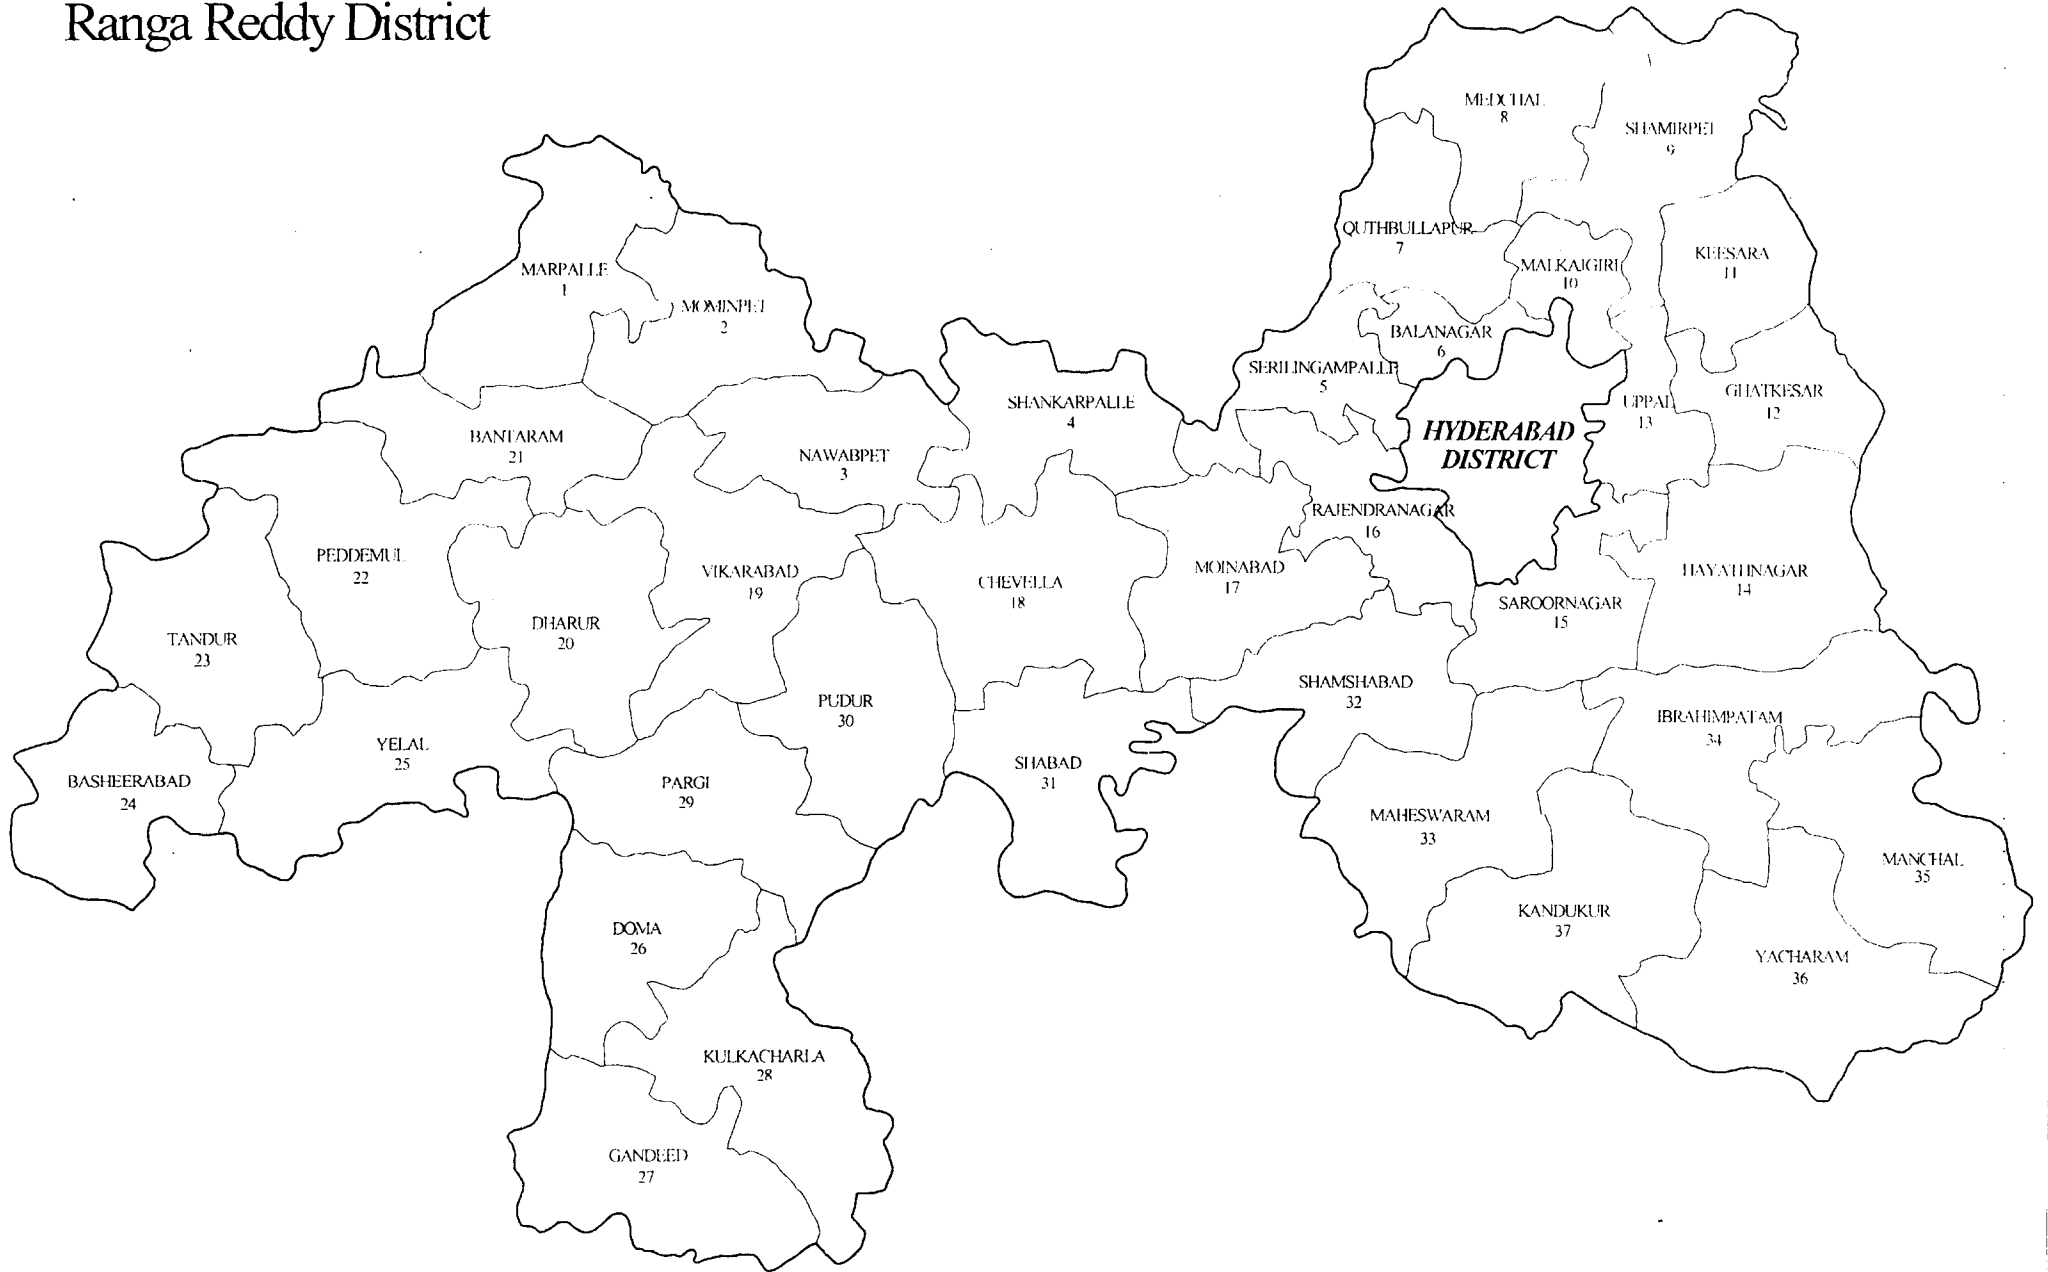 Ranga Reddy District
MEDCHAL
8
SHAMIRPET
9
QUTHBULLAPUR
7
MALKAJGIRI
10
KEESARA
11
MARPALLE
1
MOMINPET
2
BALANAGAR
6
SERILINGAMPALLE
5
SHANKARPALLE
4
UPPAL
13
GHATKESAR
12
HYDERABAD
DISTRICT
BANTARAM
21
NAWABPET
3
RAJENDRANAGAR
16
PEDDEMUL
22
VIKARABAD
19
CHEVELLA
18
MOINABAD
17
HAYATHNAGAR
14
SAROORNAGAR
15
DHARUR
20
TANDUR
23
SHAMSHABAD
32
PUDUR
30
IBRAHIMPATAM
34
YELAL
25
SHABAD
31
BASHEERABAD
24
PARGI
29
MAHESWARAM
33
MANCHAL
35
KANDUKUR
37
DOMA
26
YACHARAM
36
KULKACHARLA
28
GANDEED
27